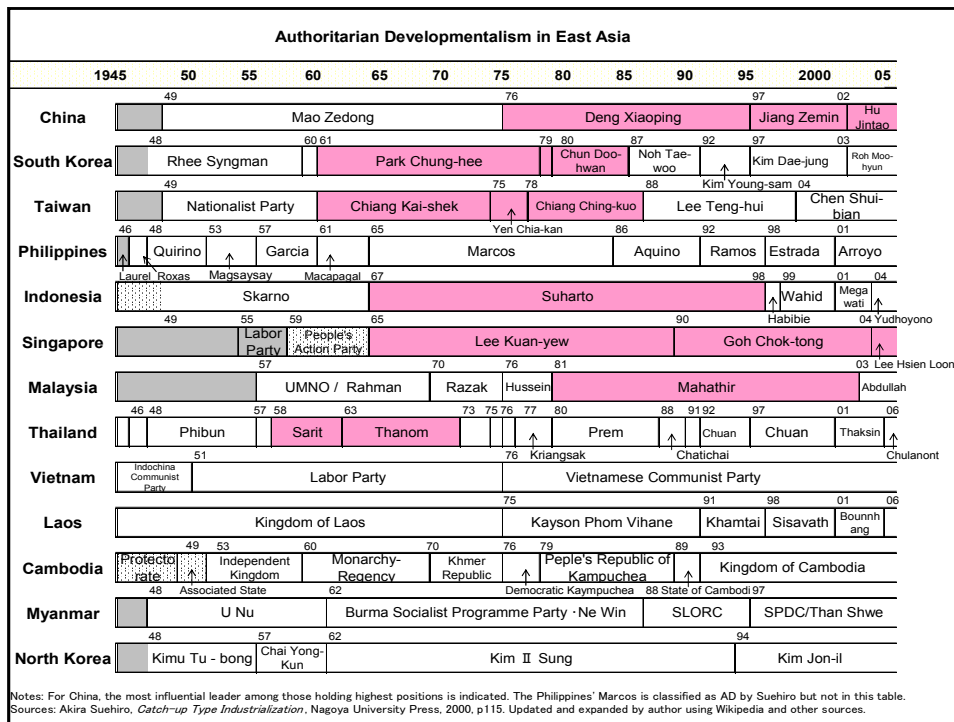 Authoritarian Developmentalism in East Asia
1945 50 55 60 65 70 75 80 85 90 95 2000 05
49 76 97 02
China Mao Zedong Deng Xiaoping Jiang Zemin Hu Jintao
48 60 61 79 80 87 92 97 03
South Korea Rhee Syngman Park Chung-hee Chun Doo-hwan Noh Tae-woo Kim Dae-jung Roh Moo-hyun
Kim Young-sam
49 75 78 88 04
Taiwan Nationalist Party Chiang Kai-shek Chiang Ching-kuo Lee Teng-hui Chen Shui-bian
Yen Chia-kan
46 48 53 56 61 65 86 92 98 01
Philippines Quirino Garcia Marcos Aquino Ramos Estrada Arroyo
Laurel Roxas Magsaysay Macapagal
67 98 99 01 04
Indonesia Skarno Suharto Wahid Mega wati
Habibie Yudhoyono
49 55 59 65 90 04
Singapore Labor Party People's Action Party Lee Kuan-yew Goh Chok-tong
Lee Hsien Loon
57 70 76 81 03
Malaysia UMNO / Rahman Razak Hussein Mahathir Abdullah
46 48 57 58 63 73 75 76 77 80 88 91 92 97 01 06
Thailand Phibun Sarit Thanom Prem Chuan Chuan Thaksin
Kriangsak Chatichai Chulanont
51 76
Vietnam Indochina Communist Party Labor Party Vietnamese Communist Party
75 91 98 01 06
Laos Kingdom of Laos Kayson Phom Vihane Khamtai Sisavath Bounnh ang
49 53 60 70 76 79 89 93
Cambodia Protecto rate Independent Kingdom Monarchy-Regency Khmer Republic Peple's Republic of Kampuchea Kingdom of Cambodia
Associated State Democratic Kaympuchea State of Cambodi
48 62 88 97
Myanmar U Nu Burma Socialist Programme Party・Ne Win SLORC SPDC/Than Shwe
48 57 62 94
North Korea Kimu Tu - bong Chai Yong-Kun Kim Ⅱ Sung Kim Jon-il
Notes: For China, the most influential leader among those holding highest positions is indicated. The Philippines' Marcos is classified as AD by Suehiro but not in this table.
Sources: Akira Suehiro, Catch-up Type Industrialization, Nagoya University Press, 2000, p115. Updated and expanded by author using Wikipedia and other sources.